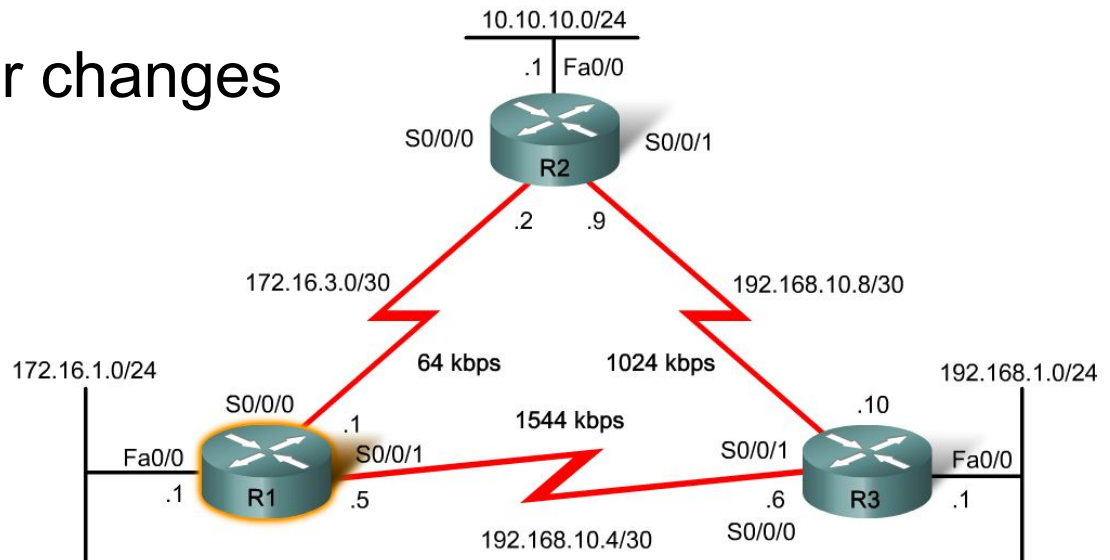 10.10.10.0/24
r changes
.1 Fa0/0
S0/0/0
S0/0/1
R2
.2
.9
172.16.3.0/30
192.168.10.8/30
64 kbps
1024 kbps
172.16.1.0/24
192.168.1.0/24
S0/0/0
.1
1544 kbps
.10
Fa0/0
S0/0/1
S0/0/1
Fa0/0
.1
R1
.5
.6
R3
.1
192.168.10.4/30
S0/0/0